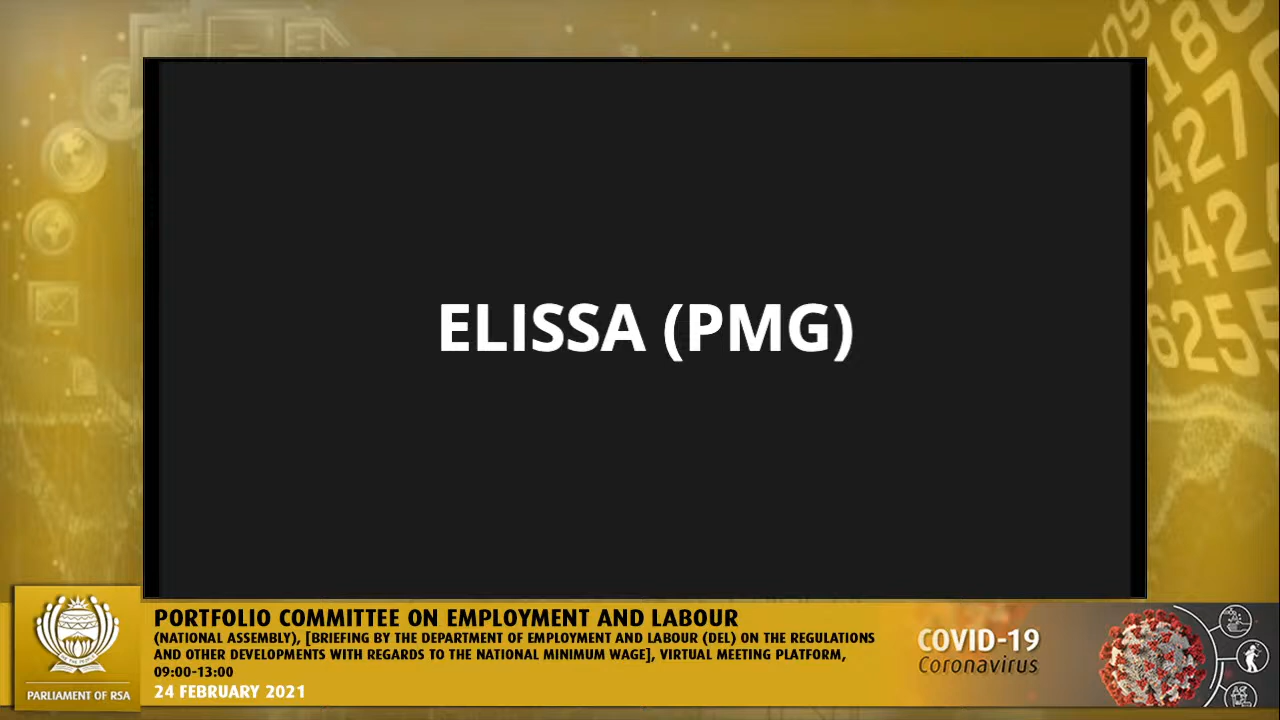 ELISSA (PMG)
PORTFOLIO COMMITTEE ON EMPLOYMENT AND LABOUR
(NATIONAL ASSEMBLY), [BRIEFING BY THE DEPARTMENT OF EMPLOYMENT AND LABOUR (DEL) ON THE REGULATIONS
AND OTHER DEVELOPMENTS WITH REGARDS TO THE NATIONAL MINIMUM WAGE], VIRTUAL MEETING PLATFORM,
09:00-13:00
24 FEBRUARY 2021
PARLIAMENT OF RSA
COVID-19
Coronavirus